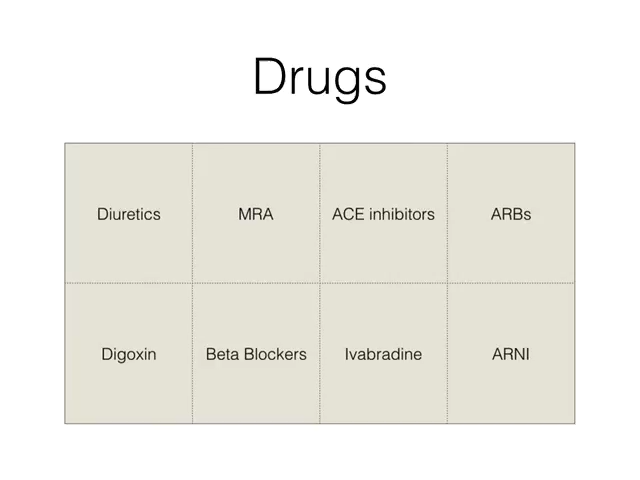 Drugs
Diuretics
MRA
ACE inhibitors
ARBs
Digoxin
Beta Blockers
Ivabradine
ARNI